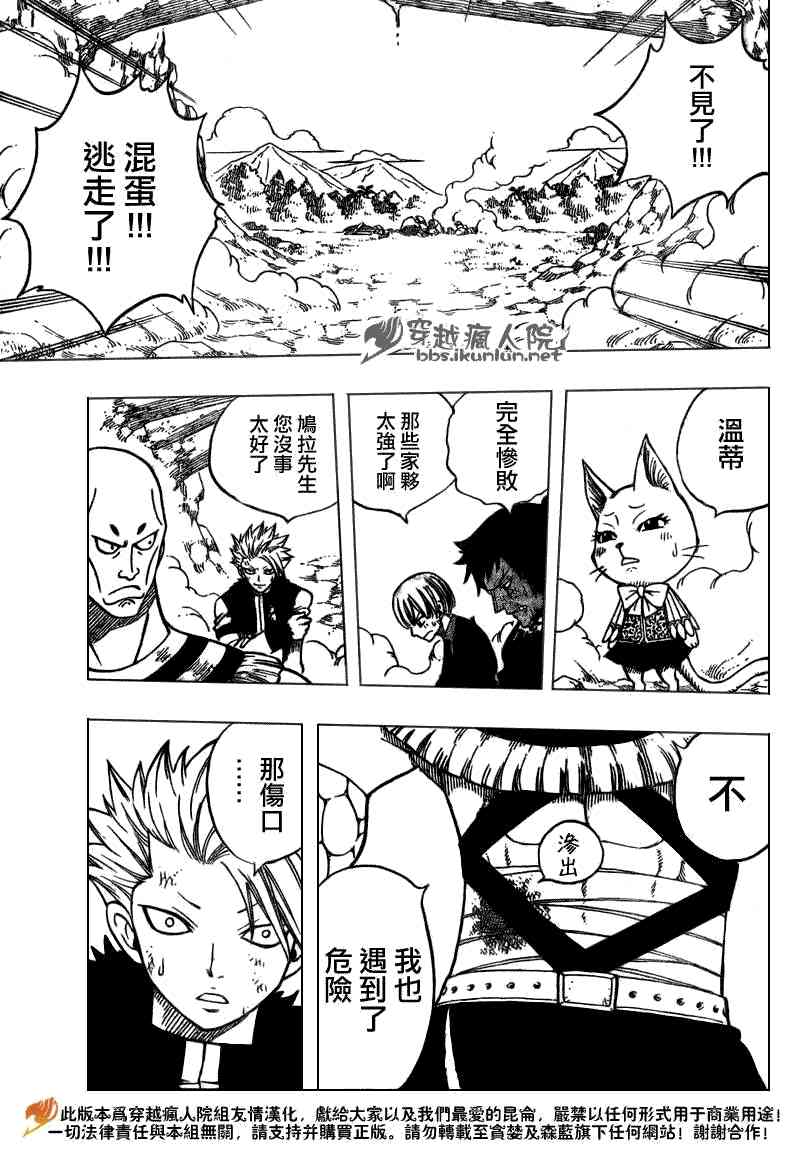 不見了!!!
混蛋!!!
逃走了!!!
穿越瘋人院
bbs.ikunlun.net
溫蒂
完全慘敗
那些家夥
太強了啊
鳩拉先生
您沒事
太好了
不
滲出
我也
遇到了
危險
那傷口
……
此版本爲穿越瘋人院組友情漢化，獻給大家以及我們最愛的昆侖，嚴禁以任何形式用于商業用途！
一切法律責任與本組無關，請支持并購買正版。請勿轉載至貪婪及森藍旗下任何網站！謝謝合作！